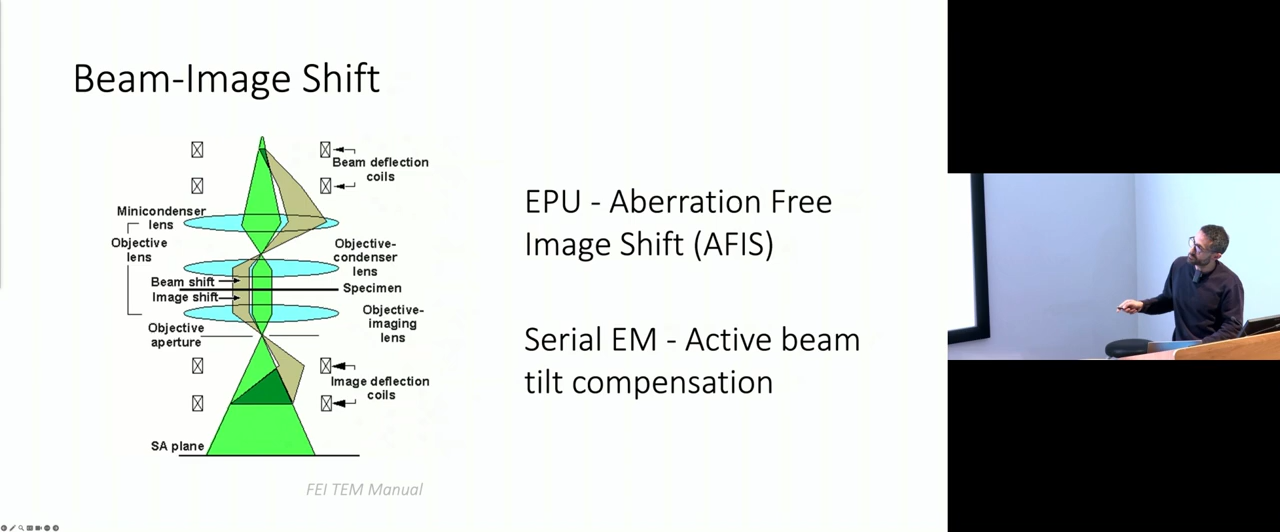 Beam-Image Shift
Beam deflection
coils
Minicondenser
lens
Objective
lens
Objective-
condenser
lens
Beam shift
Image shift
Specimen
Objective-
imaging
lens
Objective
aperture
Image deflection
coils
SA plane
FEI TEM Manual
EPU - Aberration Free
Image Shift (AFIS)
Serial EM - Active beam
tilt compensation